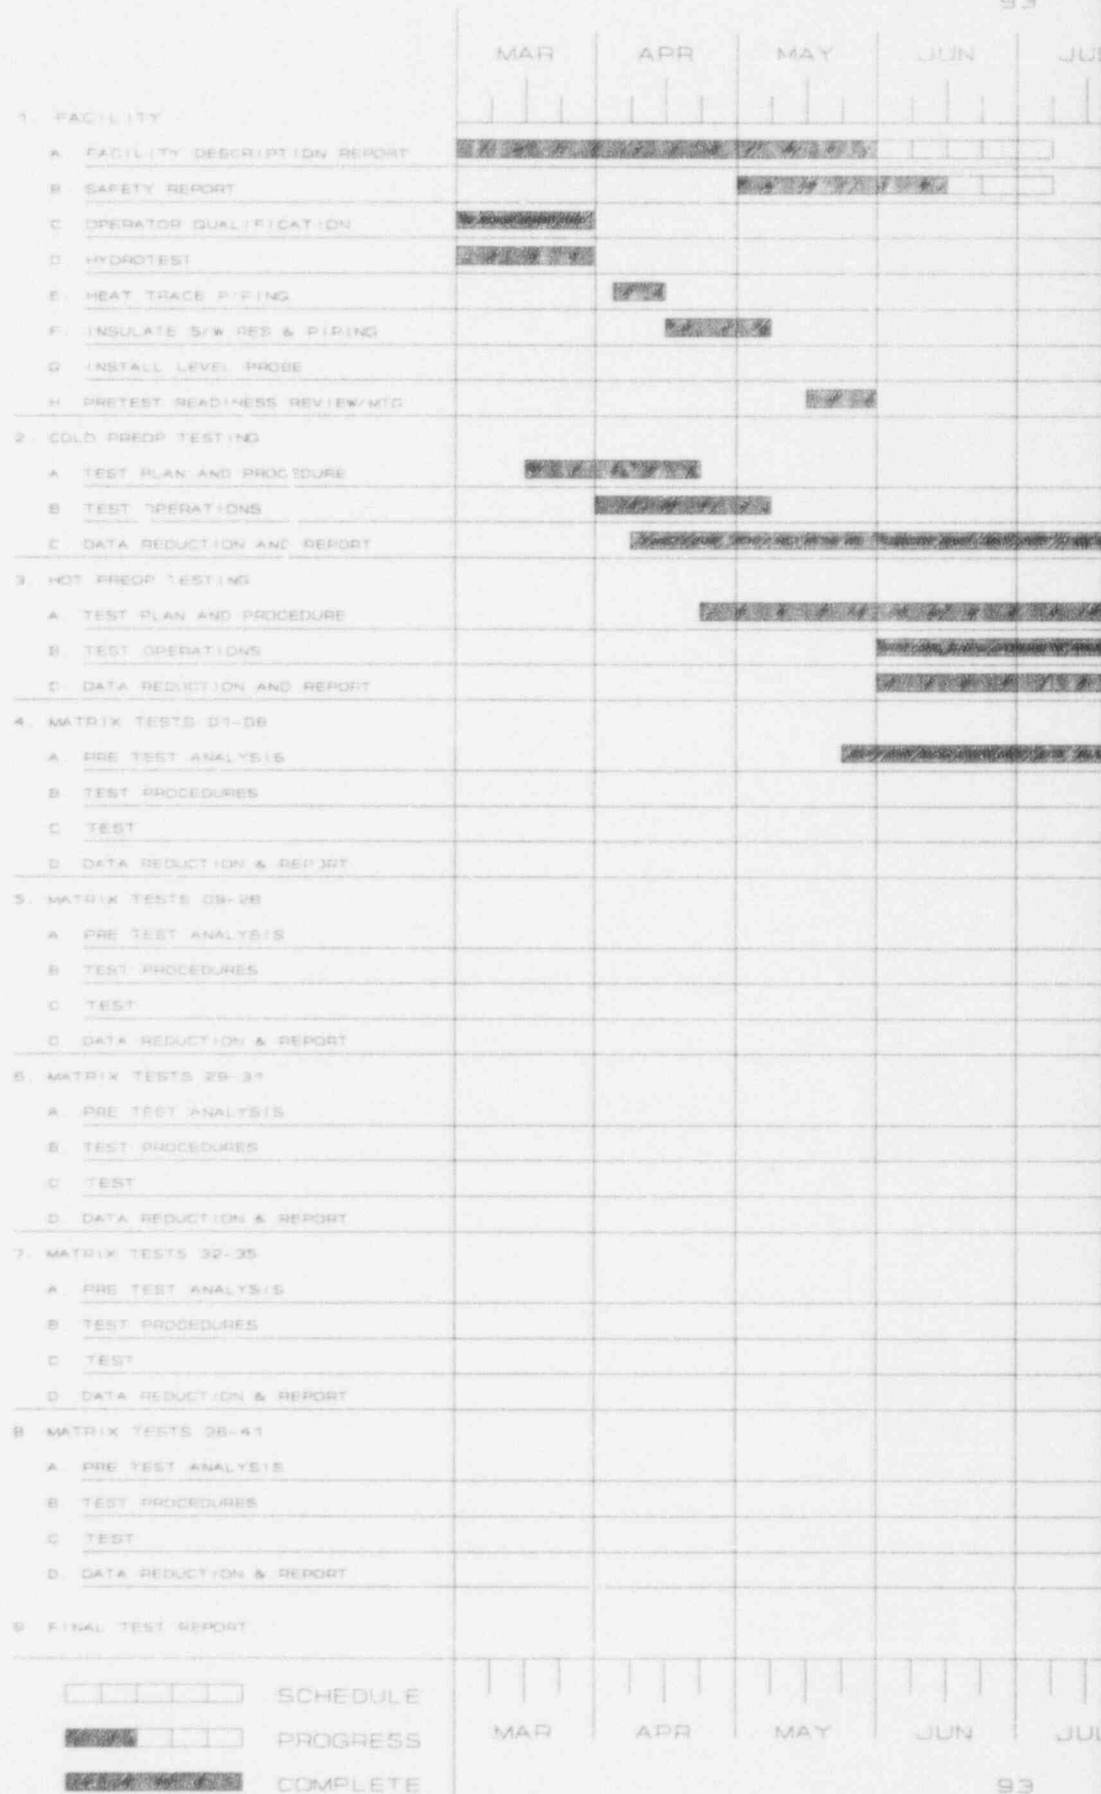 93
MAR APR MAY JUN JUL
1. FACILITY
A. FACILITY DESCRIPTION REPORT
B. SAFETY REPORT
C. OPERATOR QUALIFICATION
D. HYDROTEST
E. HEAT TRACE PIPING
F. INSULATE S/W RES & PIPING
G. INSTALL LEVEL PROBE
H. PRETEST READINESS REVIEW/MTG
2. COLD PREOP TESTING
A. TEST PLAN AND PROCEDURE
B. TEST OPERATIONS
C. DATA REDUCTION AND REPORT
3. HOT PREOP TESTING
A. TEST PLAN AND PROCEDURE
B. TEST OPERATIONS
C. DATA REDUCTION AND REPORT
4. MATRIX TESTS 01-08
A. PRE TEST ANALYSIS
B. TEST PROCEDURES
C. TEST
D. DATA REDUCTION & REPORT
5. MATRIX TESTS 09-28
A. PRE TEST ANALYSIS
B. TEST PROCEDURES
C. TEST
D. DATA REDUCTION & REPORT
6. MATRIX TESTS 29-31
A. PRE TEST ANALYSIS
B. TEST PROCEDURES
C. TEST
D. DATA REDUCTION & REPORT
7. MATRIX TESTS 32-35
A. PRE TEST ANALYSIS
B. TEST PROCEDURES
C. TEST
D. DATA REDUCTION & REPORT
8. MATRIX TESTS 36-41
A. PRE TEST ANALYSIS
B. TEST PROCEDURES
C. TEST
D. DATA REDUCTION & REPORT
9. FINAL TEST REPORT
SCHEDULE
PROGRESS
COMPLETE
MAR APR MAY JUN JUL
93